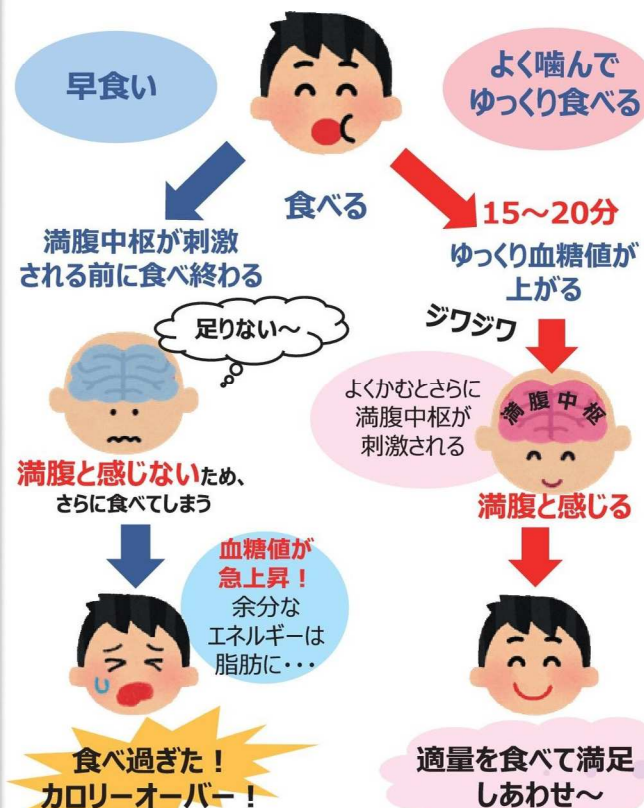 早食い
よく噛んで
ゆっくり食べる
食べる
満腹中枢が刺激
される前に食べ終わる
足りない～
満腹と感じないため、
さらに食べてしまう
血糖値が
急上昇！
余分な
エネルギーは
脂肪に・・・
食べ過ぎた！
カロリーオーバー！
15～20分
ゆっくり血糖値が
上がる
ジワジワ
よくかむとさらに
満腹中枢が
刺激される
満腹中枢
満腹と感じる
適量を食べて満足
しあわせ～